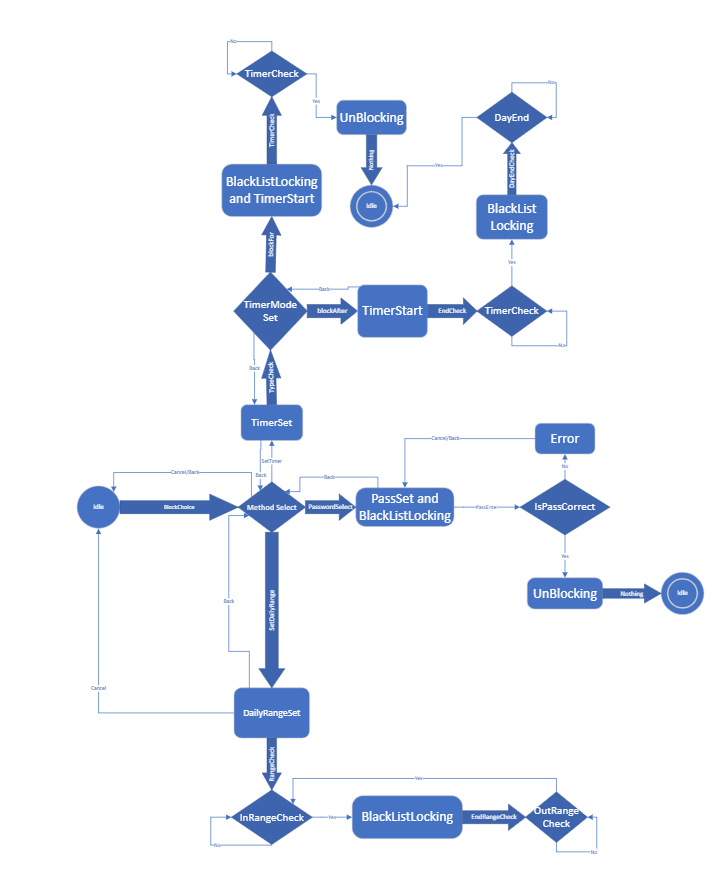 No
TimerCheck
Yes
UnBlocking
No
DayEnd
TimerCheck
Nothing
Yes
DayEndCheck
BlackListLocking
and TimerStart
Idle
BlackList
Locking
blockFor
Yes
Back
TimerMode
Set
blockAfter
TimerStart
EndCheck
TimerCheck
No
Back
TypeCheck
TimerSet
SetTimer
Back
Cancel/Back
Error
Cancel/Back
Back
No
Idle
BlockChoice
Method Select
PasswordSelect
PassSet and
BlackListLocking
PassEnter
IsPassCorrect
Yes
UnBlocking
Nothing
Idle
Back
SetDailyRange
Cancel
DailyRangeSet
RangeCheck
Yes
InRangeCheck
Yes
BlackListLocking
EndRangeCheck
OutRange
Check
No
No